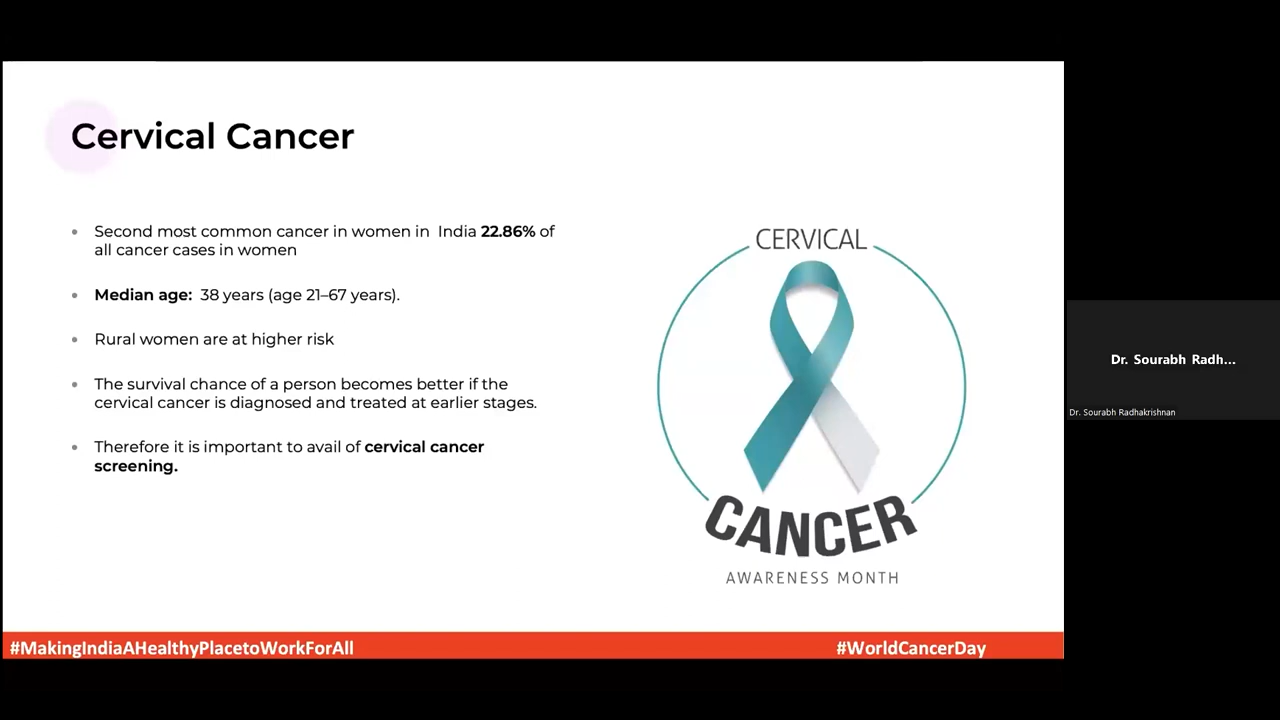 Cervical Cancer
Second most common cancer in women in India 22.86% of
all cancer cases in women
Median age: 38 years (age 21–67 years).
Rural women are at higher risk
The survival chance of a person becomes better if the
cervical cancer is diagnosed and treated at earlier stages.
Therefore it is important to avail of cervical cancer
screening.
CERVICAL
CANCER
AWARENESS MONTH
#MakingIndiaAHealthyPlacetoWorkForAll
#WorldCancerDay
Dr. Sourabh Radh...
Dr. Sourabh Radhakrishnan